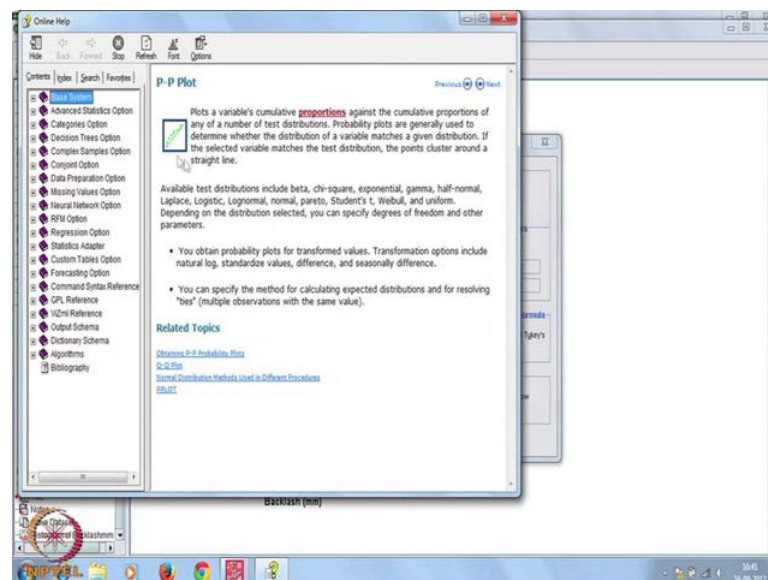 Online Help
Hide Back Forward Stop Refresh Font Options
Contents Index Search Favorites
Base System
Advanced Statistics Option
Categories Option
Decision Trees Option
Complex Samples Option
Conjoint Option
Data Preparation Option
Missing Values Option
Neural Network Option
RFM Option
Regression Option
Statistics Adapter
Custom Tables Option
Forecasting Option
Command Syntax Reference
GPL Reference
ViZml Reference
Output Schema
Dictionary Schema
Algorithms
Bibliography
P-P Plot
Previous Next
Plots a variable's cumulative proportions against the cumulative proportions of
any of a number of test distributions. Probability plots are generally used to
determine whether the distribution of a variable matches a given distribution. If
the selected variable matches the test distribution, the points cluster around a
straight line.
Available test distributions include beta, chi-square, exponential, gamma, half-normal,
Laplace, Logistic, Lognormal, normal, pareto, Student's t, Weibull, and uniform.
Depending on the distribution selected, you can specify degrees of freedom and other
parameters.
• You obtain probability plots for transformed values. Transformation options include
natural log, standardize values, difference, and seasonally difference.
• You can specify the method for calculating expected distributions and for resolving
"ties" (multiple observations with the same value).
Related Topics
Obtaining P-P Probability Plots
Q-Q Plot
Normal Distribution Methods Used in Different Procedures
PPLOT
ormula
Tukey's
Backlash (mm)
Notes
Dataset
Backlashmm
NPTEL
16:41